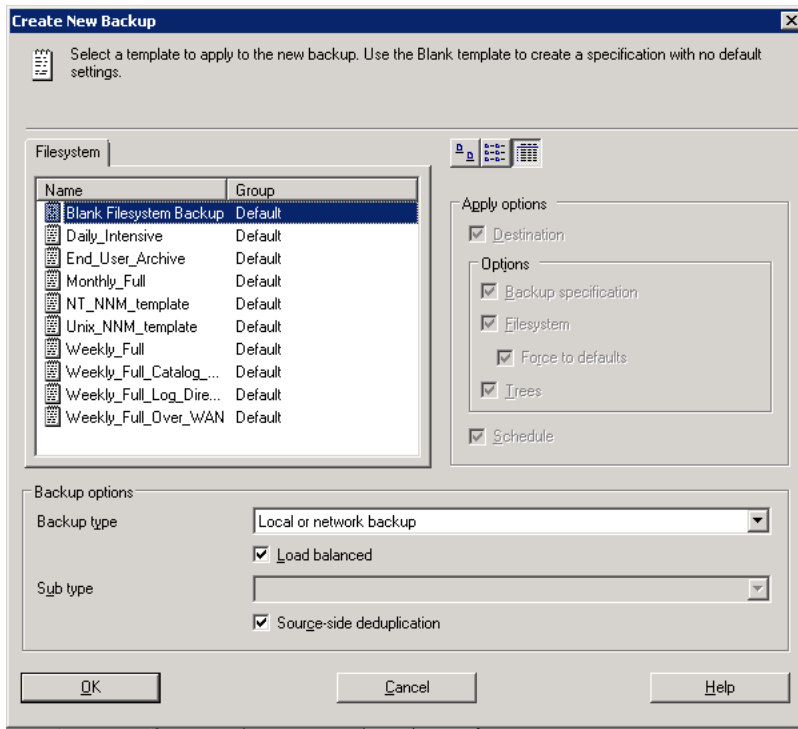 Create New Backup
Select a template to apply to the new backup. Use the Blank template to create a specification with no default
settings.
Filesystem
Name Group
Blank Filesystem Backup Default
Daily_Intensive Default
End_User_Archive Default
Monthly_Full Default
NT_NNM_template Default
Unix_NNM_template Default
Weekly_Full Default
Weekly_Full_Catalog_... Default
Weekly_Full_Log_Dire... Default
Weekly_Full_Over_WAN Default
Apply options
Destination
Options
Backup specification
Filesystem
Force to defaults
Trees
Schedule
Backup options
Backup type Local or network backup
Load balanced
Sub type
Source-side deduplication
OK Cancel Help